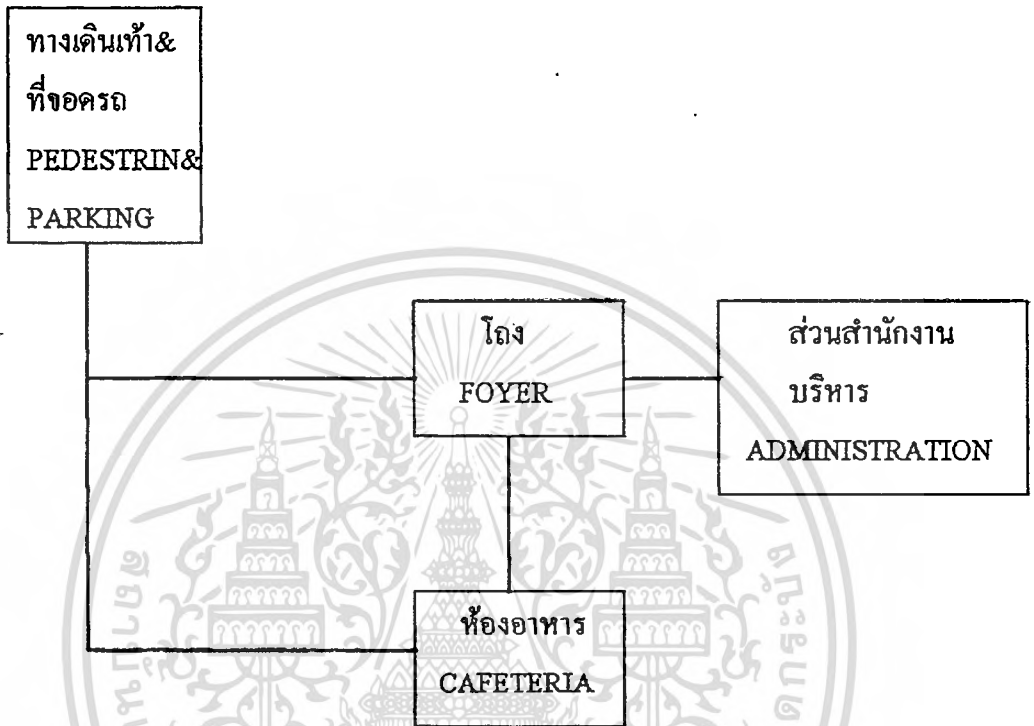 ทางเดินเท้า&
ที่จอดรถ
PEDESTRIN&
PARKING
โถง
FOYER
ส่วนสำนักงาน
บริหาร
ADMINISTRATION
ห้องอาหาร
CAFETERIA